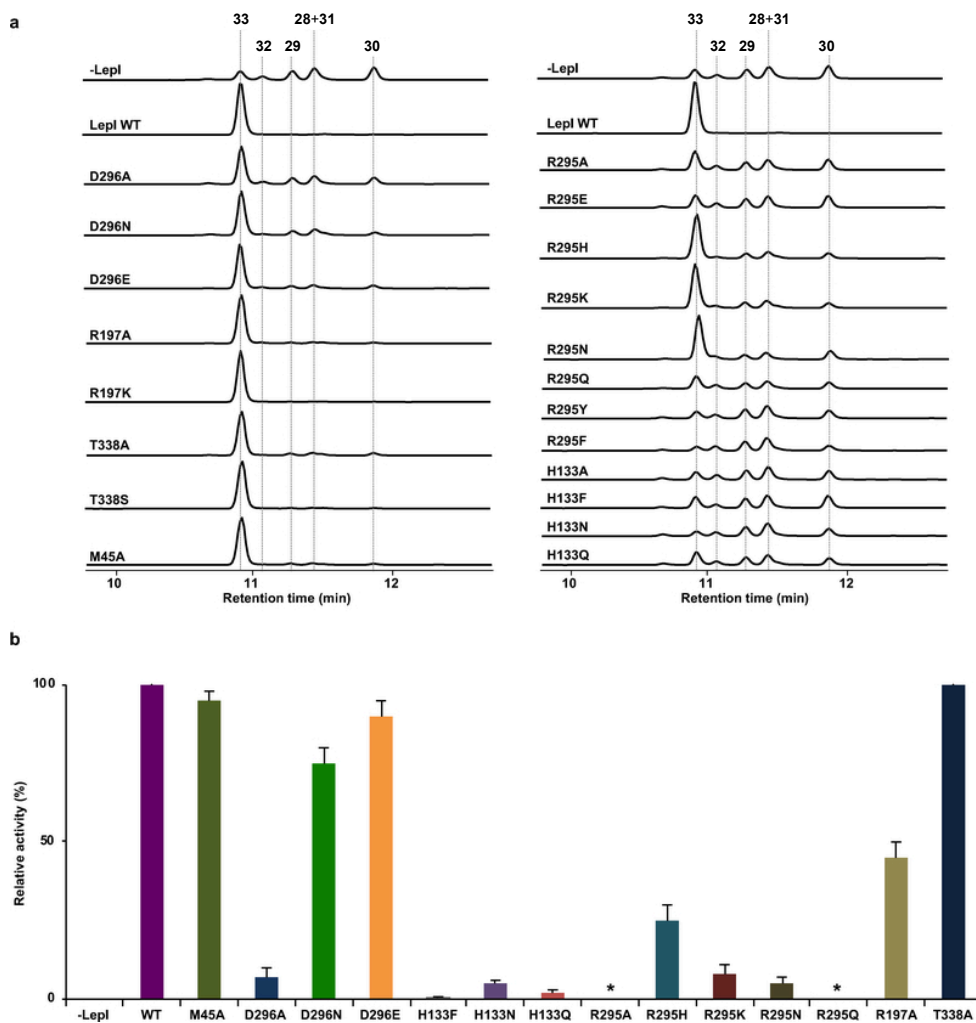 a
33 32 29 28+31 30
-LepI
LepI WT
D296A
D296N
D296E
R197A
R197K
T338A
T338S
M45A
10 11 12
Retention time (min)
33 32 29 28+31 30
-LepI
LepI WT
R295A
R295E
R295H
R295K
R295N
R295Q
R295Y
R295F
H133A
H133F
H133N
H133Q
10 11 12
Retention time (min)
b
Relative activity (%)
100
50
0
* *
-LepI WT M45A D296A D296N D296E H133F H133N H133Q R295A R295H R295K R295N R295Q R197A T338A